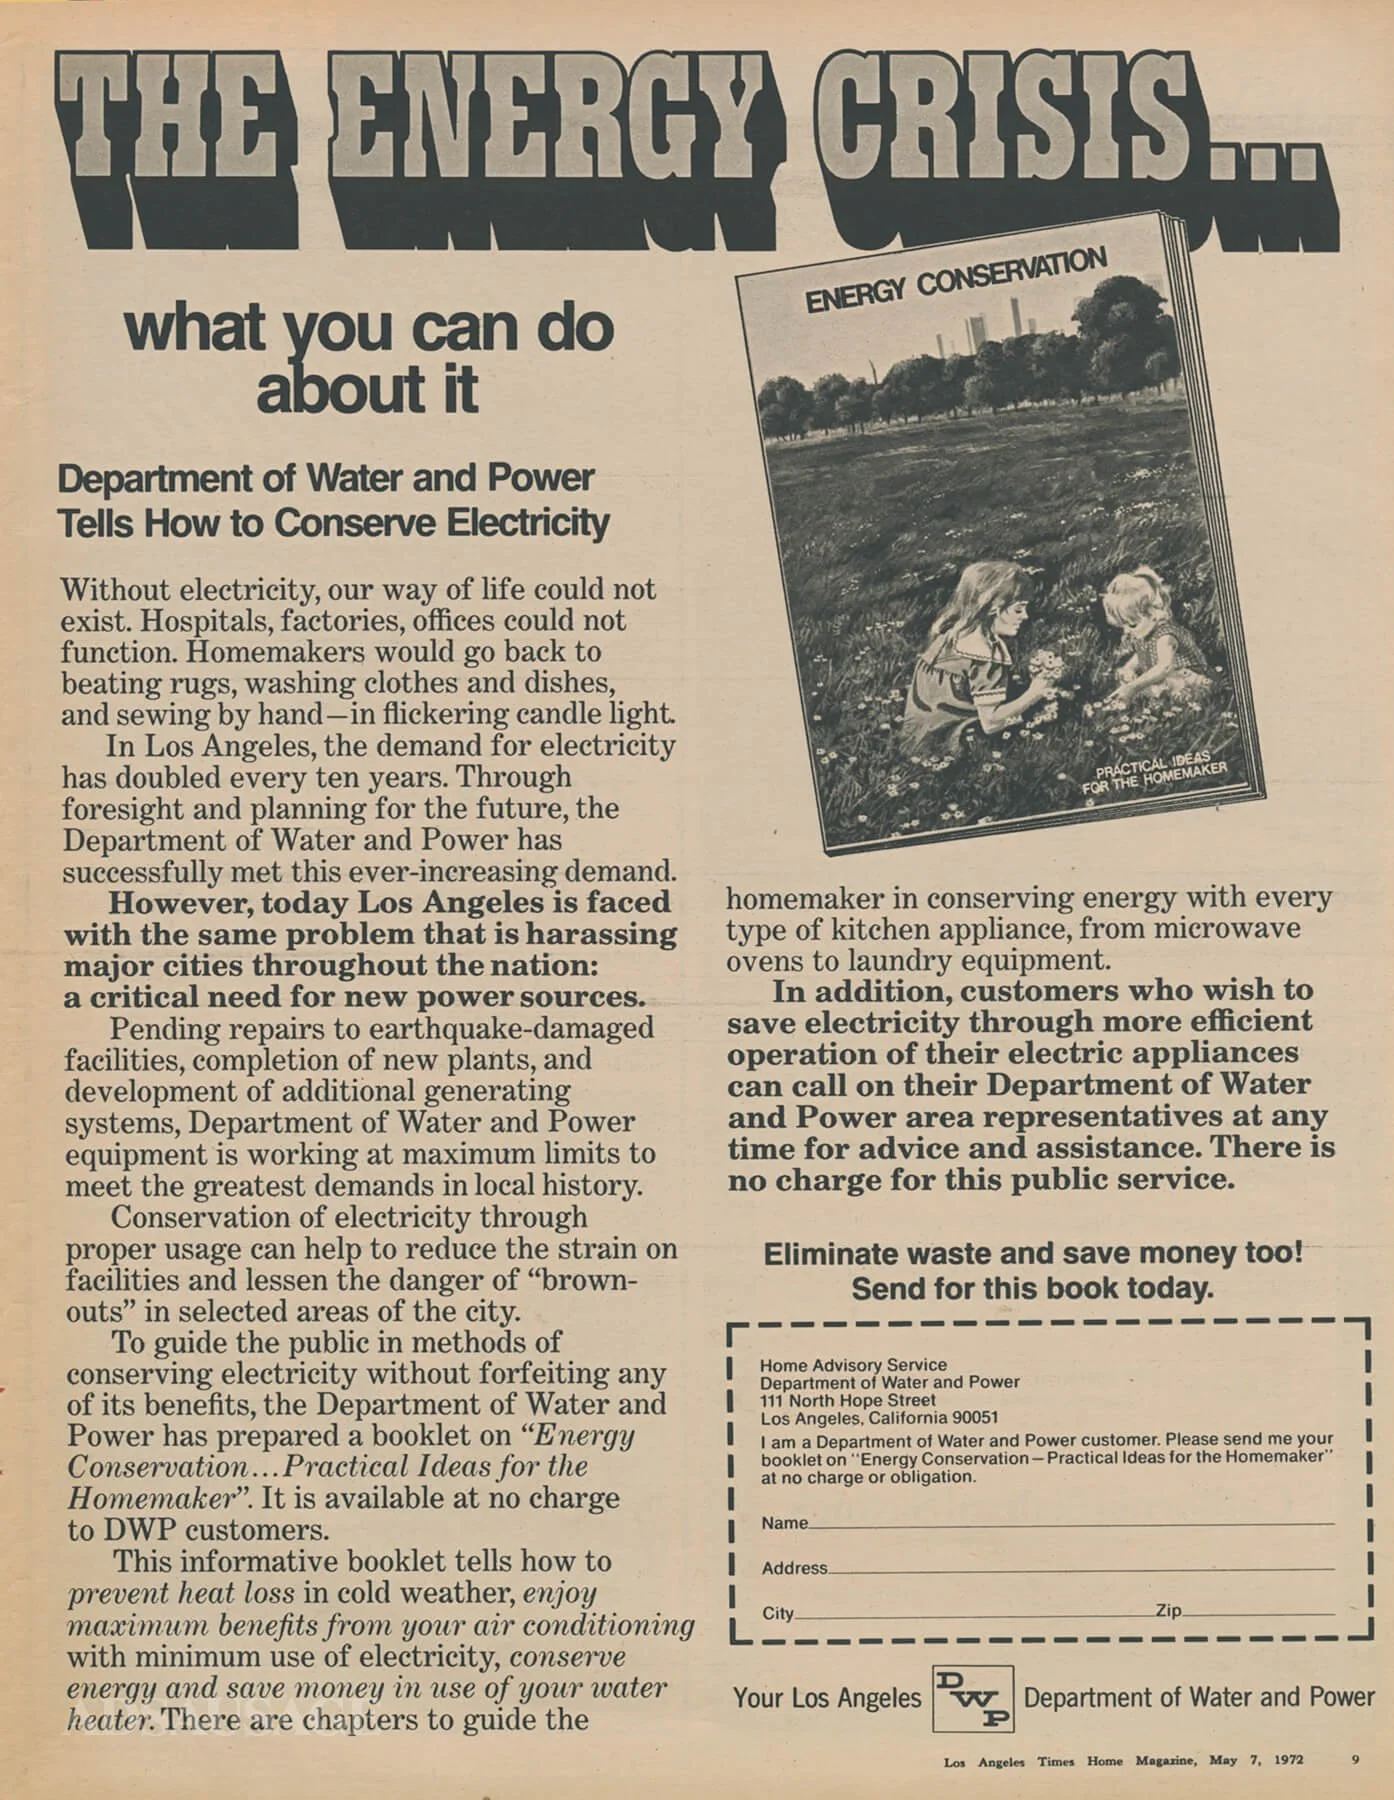 THE ENERGY CRISIS...
ENERGY CONSERVATION
PRACTICAL IDEAS
FOR THE HOMEMAKER
what you can do
about it
Department of Water and Power
Tells How to Conserve Electricity
Without electricity, our way of life could not
exist. Hospitals, factories, offices could not
function. Homemakers would go back to
beating rugs, washing clothes and dishes,
and sewing by hand—in flickering candle light.
In Los Angeles, the demand for electricity
has doubled every ten years. Through
foresight and planning for the future, the
Department of Water and Power has
successfully met this ever-increasing demand.
However, today Los Angeles is faced
with the same problem that is harassing
major cities throughout the nation:
a critical need for new power sources.
Pending repairs to earthquake-damaged
facilities, completion of new plants, and
development of additional generating
systems, Department of Water and Power
equipment is working at maximum limits to
meet the greatest demands in local history.
Conservation of electricity through
proper usage can help to reduce the strain on
facilities and lessen the danger of “brown-
outs” in selected areas of the city.
To guide the public in methods of
conserving electricity without forfeiting any
of its benefits, the Department of Water and
Power has prepared a booklet on “Energy
Conservation...Practical Ideas for the
Homemaker”. It is available at no charge
to DWP customers.
This informative booklet tells how to
prevent heat loss in cold weather, enjoy
maximum benefits from your air conditioning
with minimum use of electricity, conserve
energy and save money in use of your water
heater. There are chapters to guide the
homemaker in conserving energy with every
type of kitchen appliance, from microwave
ovens to laundry equipment.
In addition, customers who wish to
save electricity through more efficient
operation of their electric appliances
can call on their Department of Water
and Power area representatives at any
time for advice and assistance. There is
no charge for this public service.
Eliminate waste and save money too!
Send for this book today.
Home Advisory Service
Department of Water and Power
111 North Hope Street
Los Angeles, California 90051
I am a Department of Water and Power customer. Please send me your
booklet on "Energy Conservation—Practical Ideas for the Homemaker"
at no charge or obligation.
Name
Address
City Zip
Your Los Angeles DWP Department of Water and Power
Los Angeles Times Home Magazine, May 7, 1972 9